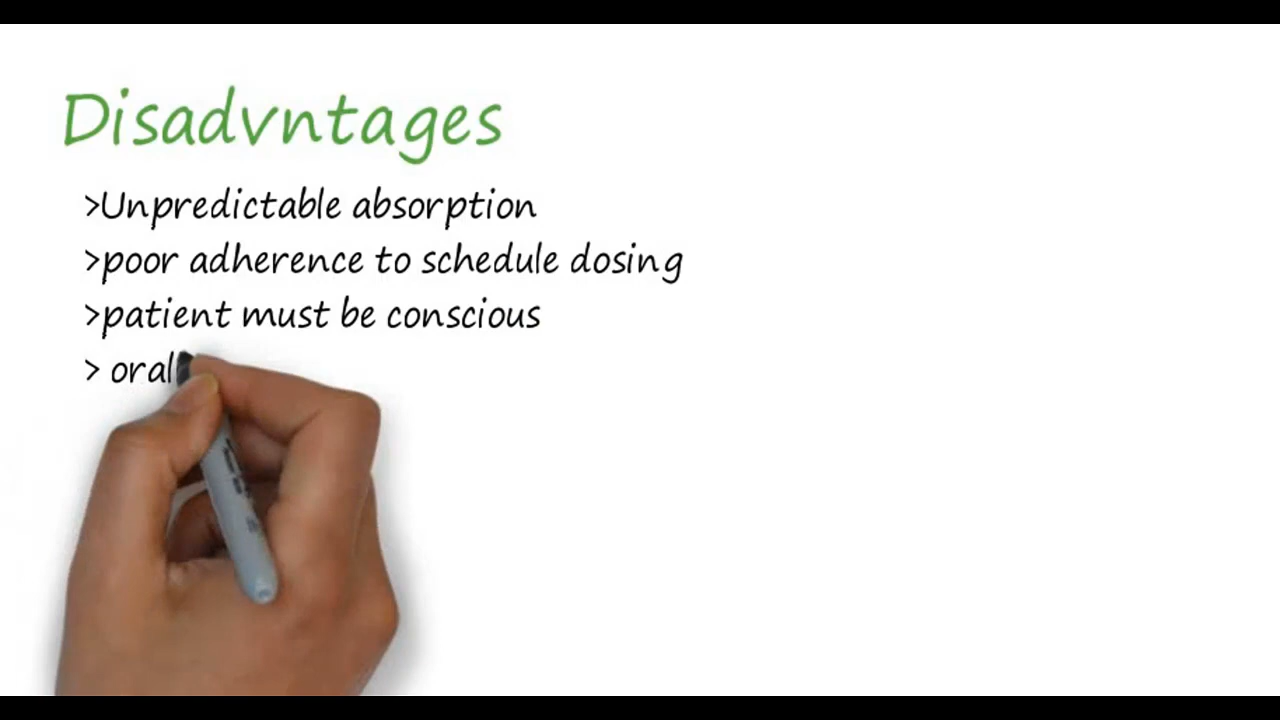 Disadvntages
>Unpredictable absorption
>poor adherence to schedule dosing
>patient must be conscious
> oral